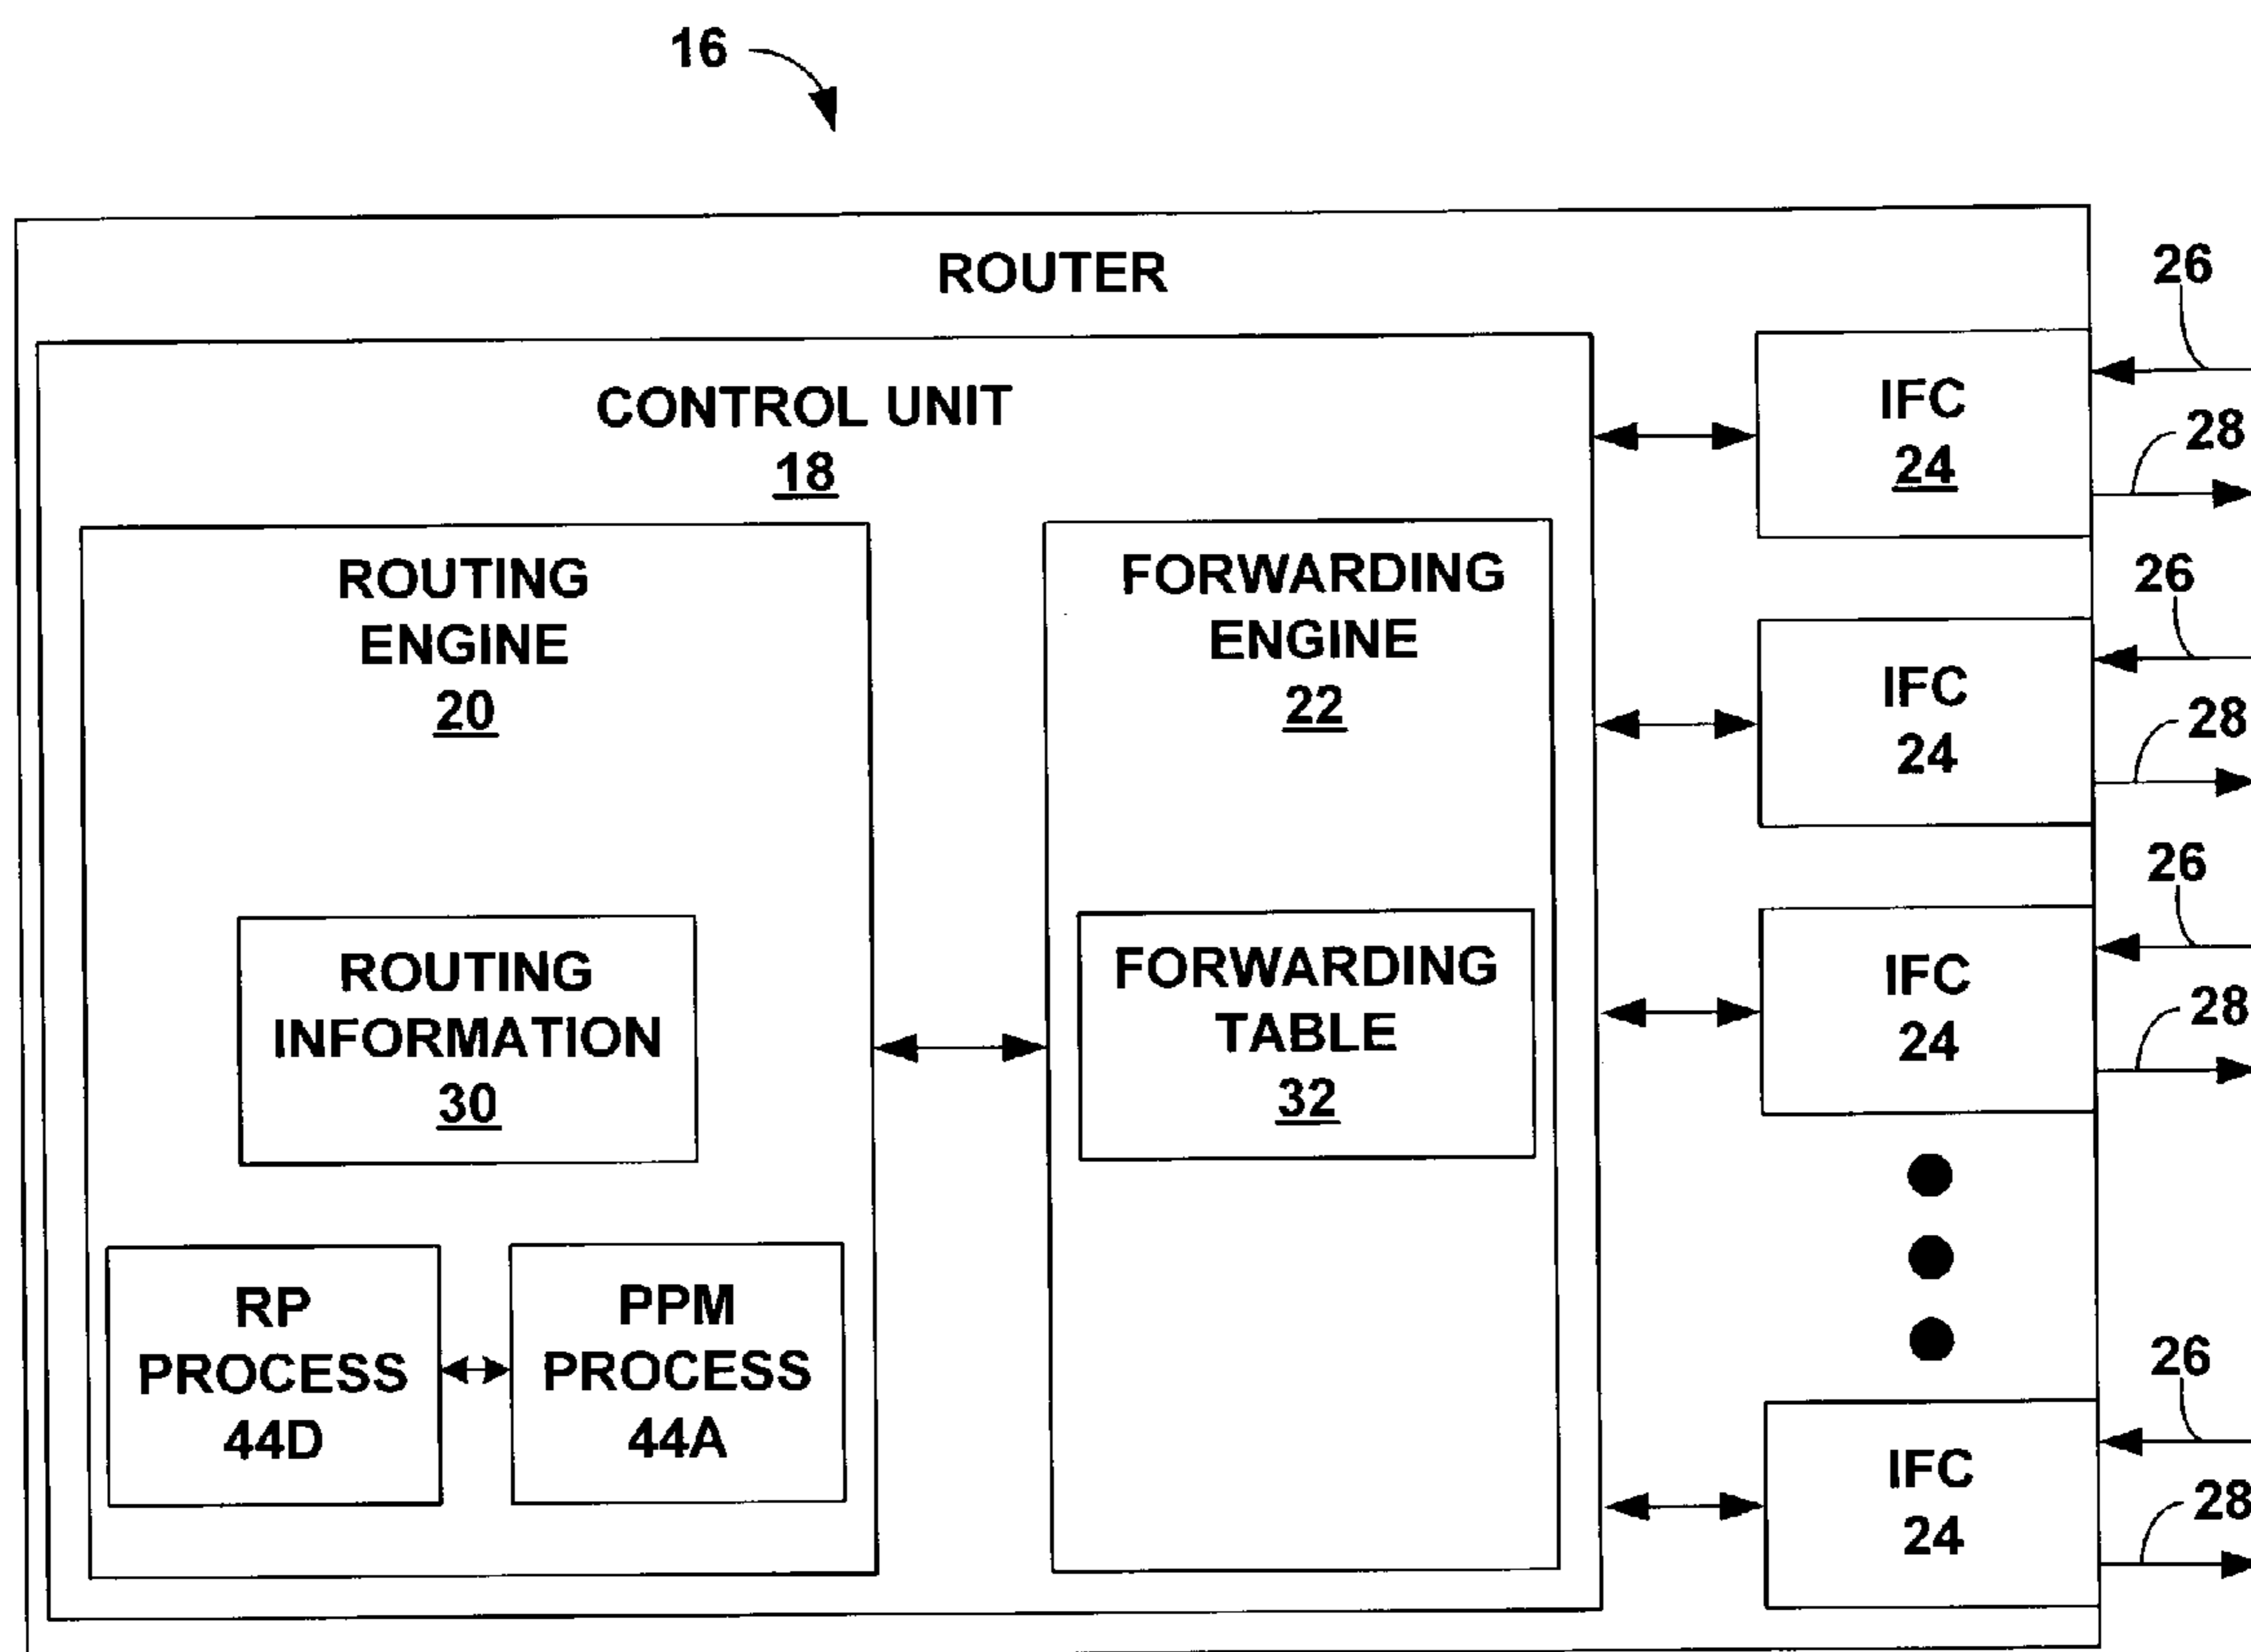 16
ROUTER
CONTROL UNIT
18
ROUTING
ENGINE
20
ROUTING
INFORMATION
30
RP
PROCESS
44D
PPM
PROCESS
44A
FORWARDING
ENGINE
22
FORWARDING
TABLE
32
IFC
24
26
28
IFC
24
26
28
IFC
24
26
28
IFC
24
26
28